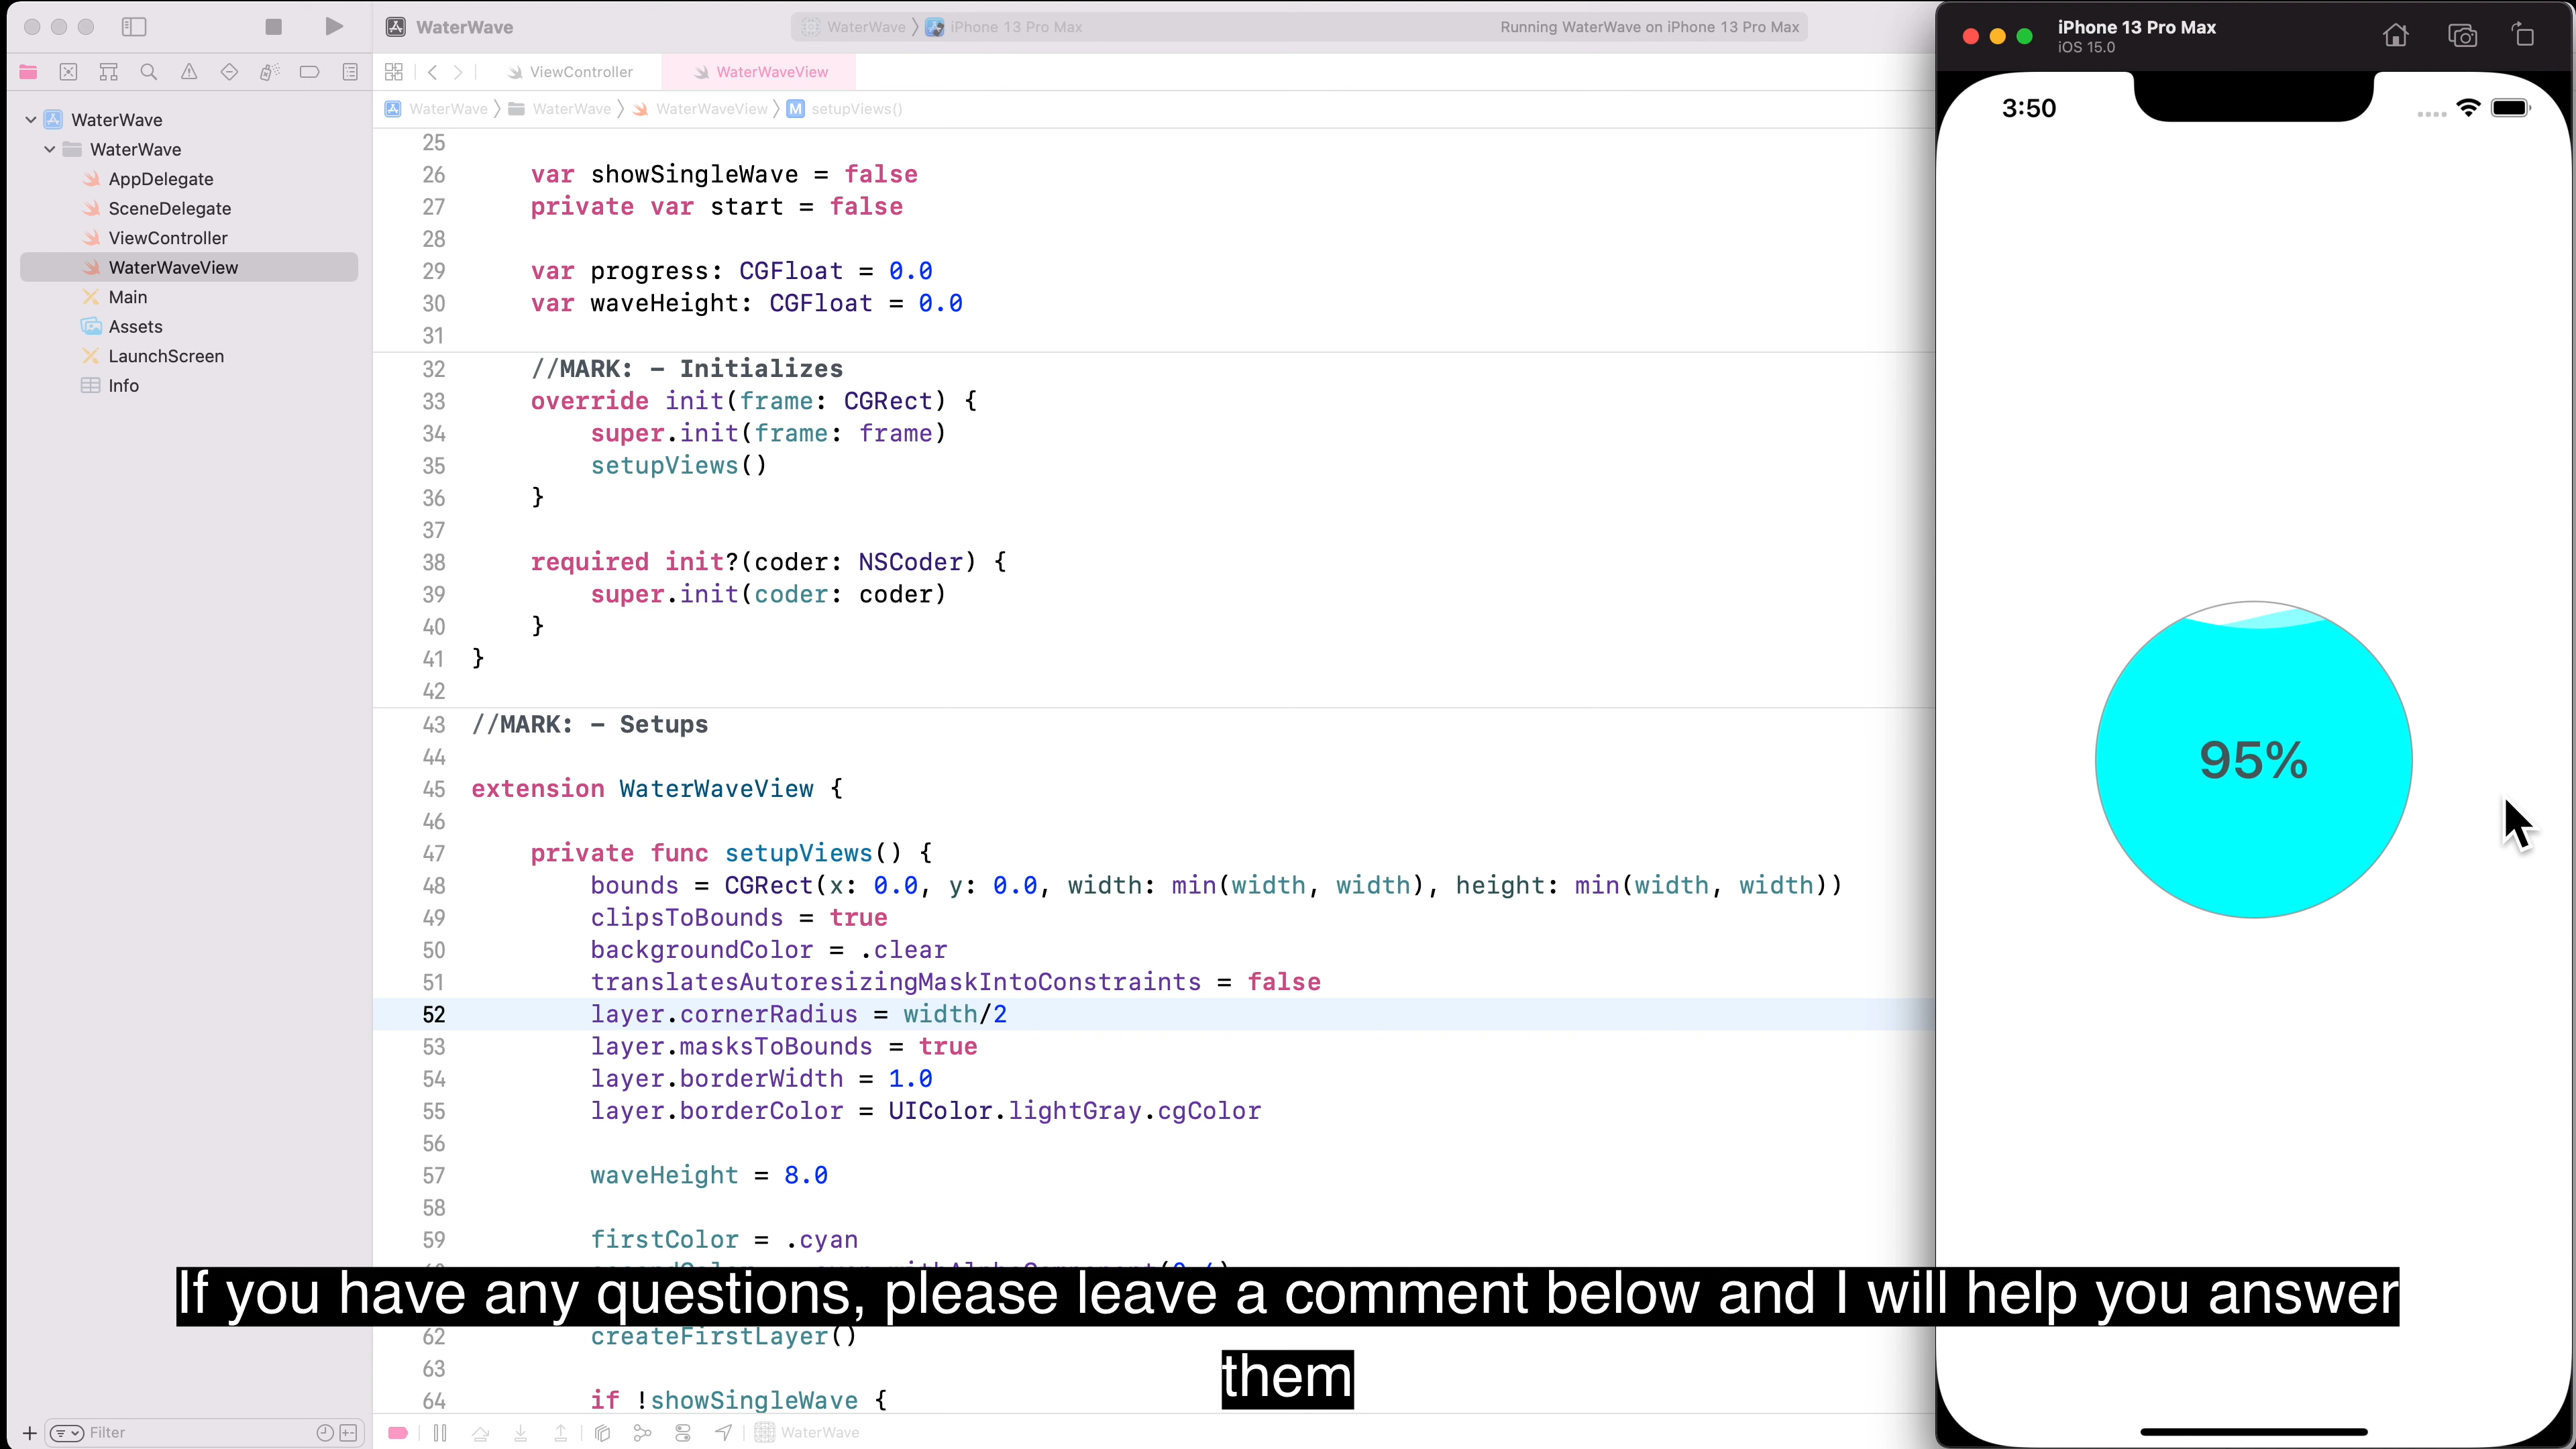 WaterWave
WaterWave
iPhone 13 Pro Max
Running WaterWave on iPhone 13 Pro Max
iPhone 13 Pro Max
iOS 15.0
ViewController
WaterWaveView
WaterWave
WaterWave
WaterWaveView
M
setupViews()
WaterWave
WaterWave
AppDelegate
SceneDelegate
ViewController
WaterWaveView
Main
Assets
LaunchScreen
Info
Filter
25
26 var showSingleWave = false
27 private var start = false
28
29 var progress: CGFloat = 0.0
30 var waveHeight: CGFloat = 0.0
31
32 //MARK: - Initializes
33 override init(frame: CGRect) {
34 super.init(frame: frame)
35 setupViews()
36 }
37
38 required init?(coder: NSCoder) {
39 super.init(coder: coder)
40 }
41 }
42
43 //MARK: - Setups
44
45 extension WaterWaveView {
46
47 private func setupViews() {
48 bounds = CGRect(x: 0.0, y: 0.0, width: min(width, width), height: min(width, width))
49 clipsToBounds = true
50 backgroundColor = .clear
51 translatesAutoresizingMaskIntoConstraints = false
52 layer.cornerRadius = width/2
53 layer.masksToBounds = true
54 layer.borderWidth = 1.0
55 layer.borderColor = UIColor.lightGray.cgColor
56
57 waveHeight = 8.0
58
59 firstColor = .cyan
62 createFirstLayer()
63
64 if !showSingleWave {
WaterWave
3:50
95%
If you have any questions, please leave a comment below and I will help you answer
them